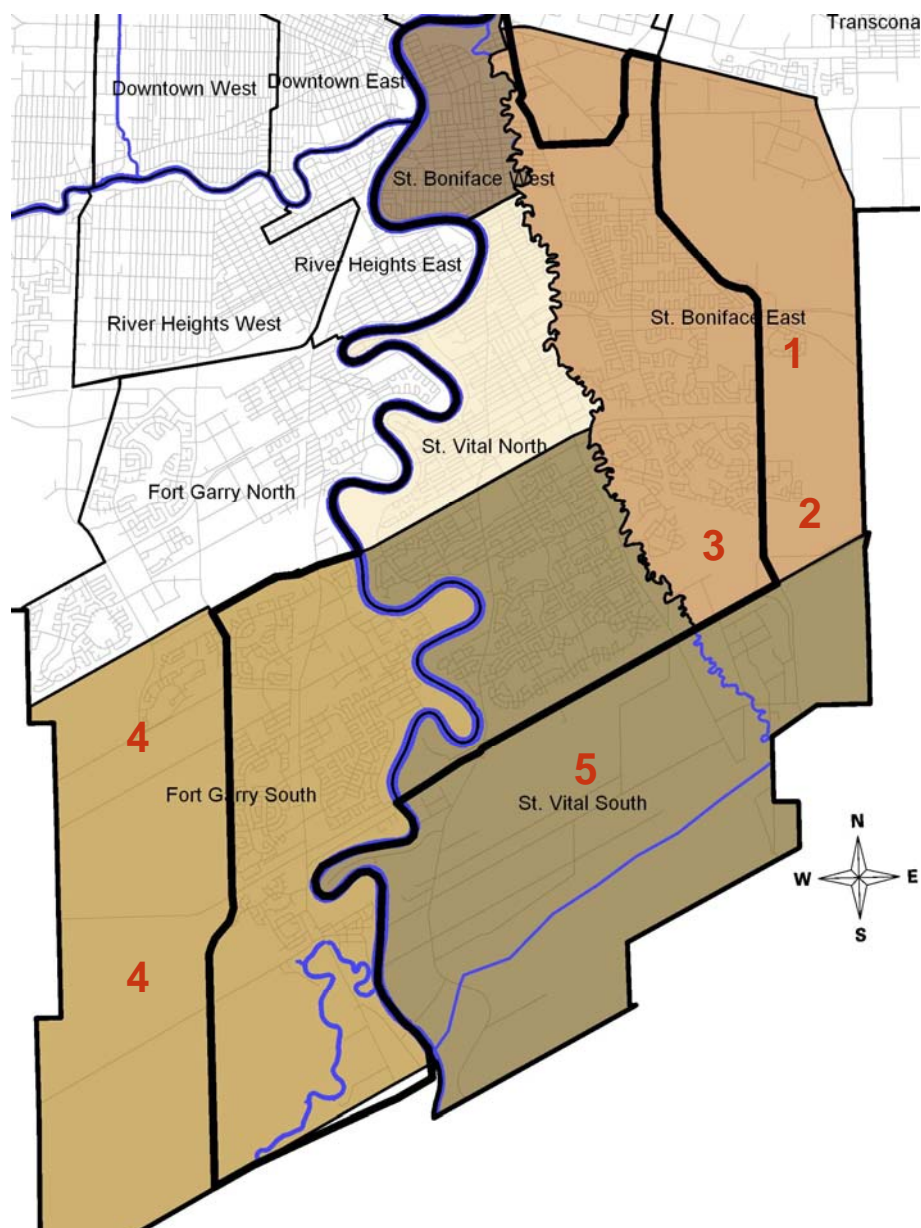 Transcona
Downtown West
Downtown East
St. Boniface West
River Heights East
River Heights West
St. Boniface East
1
St. Vital North
Fort Garry North
2
3
4
5
Fort Garry South
St. Vital South
N
W
E
S
4